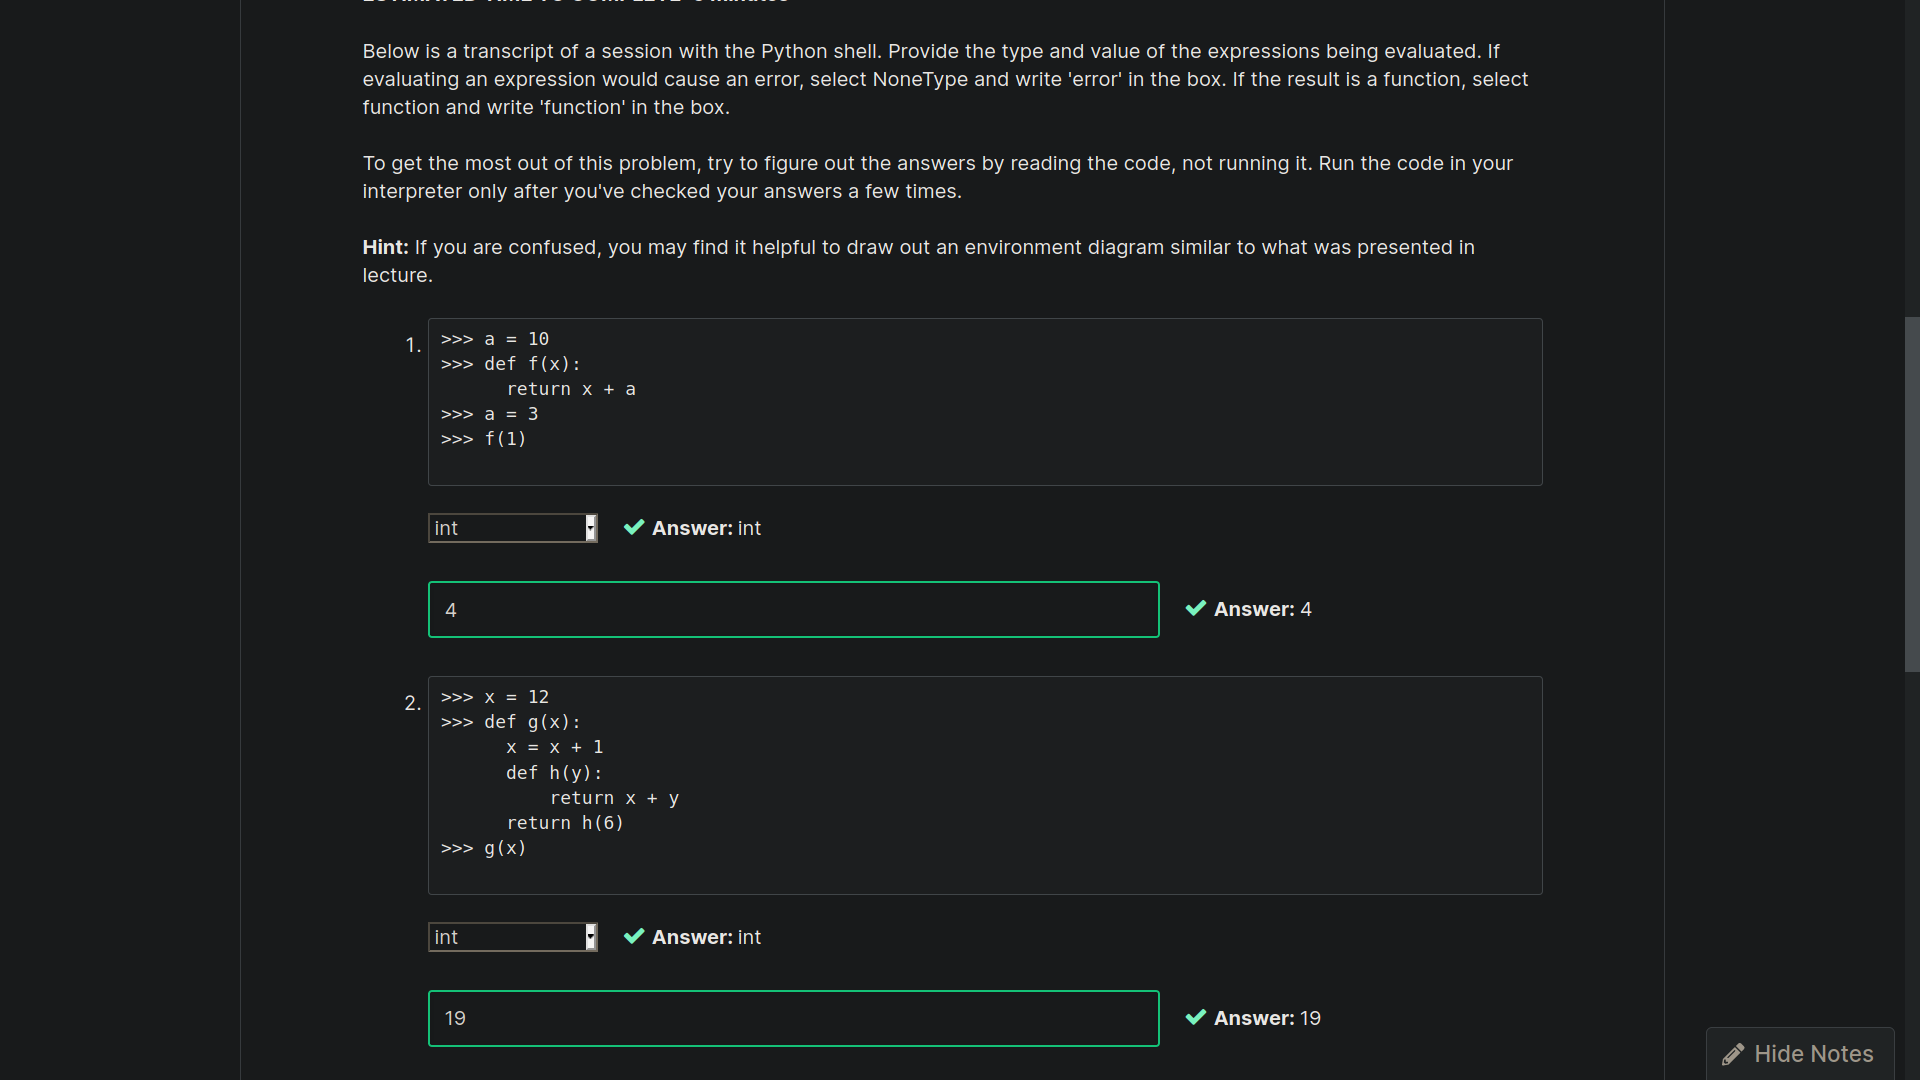 Below is a transcript of a session with the Python shell. Provide the type and value of the expressions being evaluated. If
evaluating an expression would cause an error, select NoneType and write 'error' in the box. If the result is a function, select
function and write 'function' in the box.
To get the most out of this problem, try to figure out the answers by reading the code, not running it. Run the code in your
interpreter only after you've checked your answers a few times.
Hint: If you are confused, you may find it helpful to draw out an environment diagram similar to what was presented in
lecture.
1.
>>> a = 10
>>> def f(x):
      return x + a
>>> a = 3
>>> f(1)
int
Answer: int
4
Answer: 4
2.
>>> x = 12
>>> def g(x):
      x = x + 1
      def h(y):
          return x + y
      return h(6)
>>> g(x)
int
Answer: int
19
Answer: 19
Hide Notes